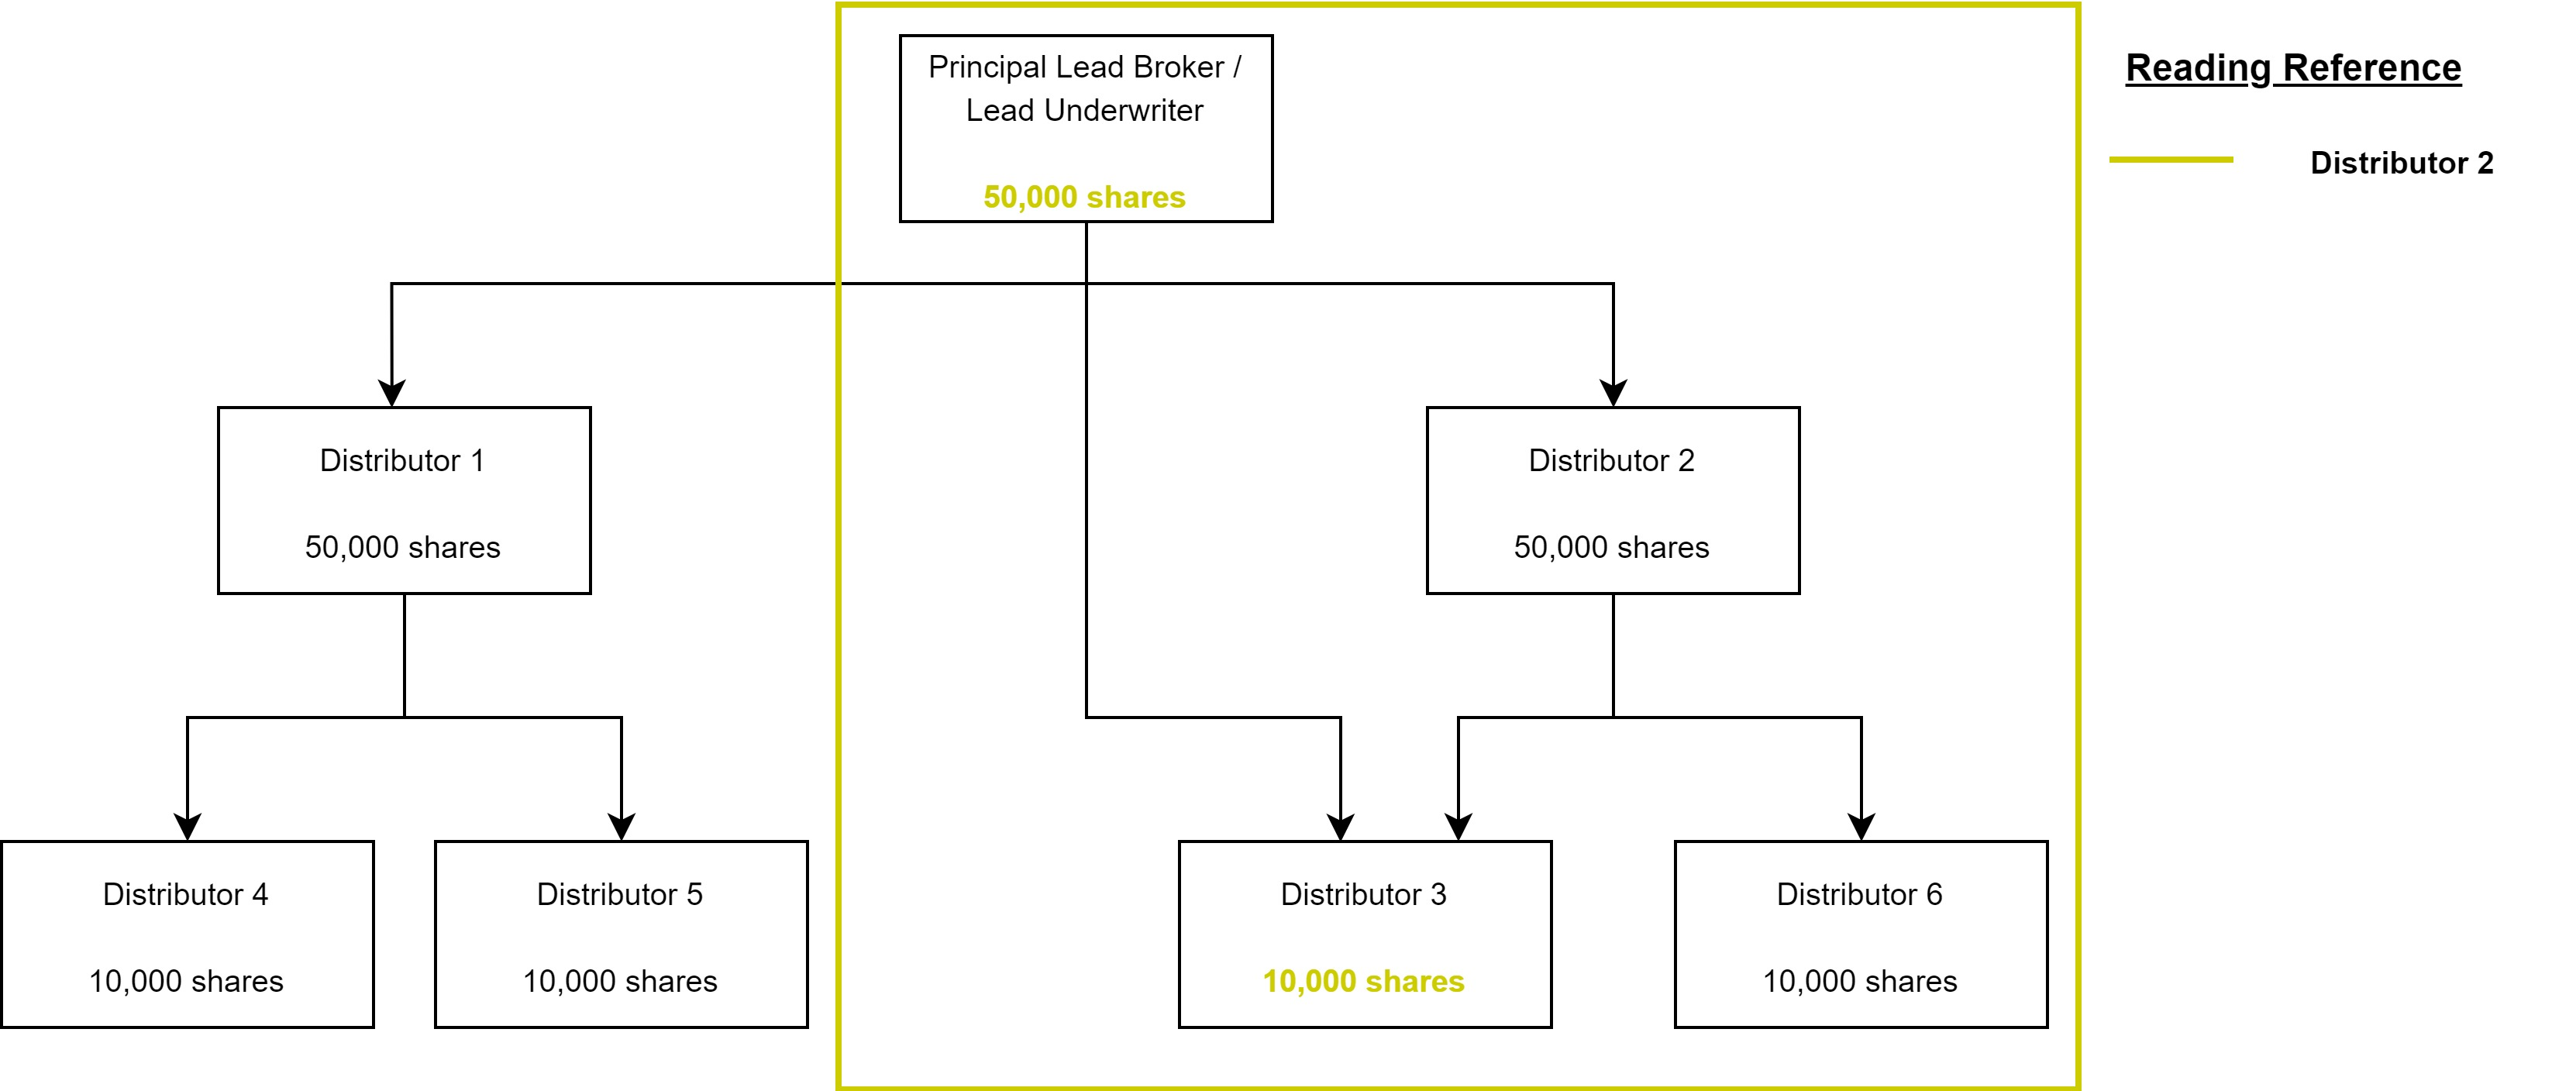 Principal Lead Broker /
Lead Underwriter
50,000 shares
Reading Reference
Distributor 2
Distributor 1
50,000 shares
Distributor 2
50,000 shares
Distributor 4
10,000 shares
Distributor 5
10,000 shares
Distributor 3
10,000 shares
Distributor 6
10,000 shares